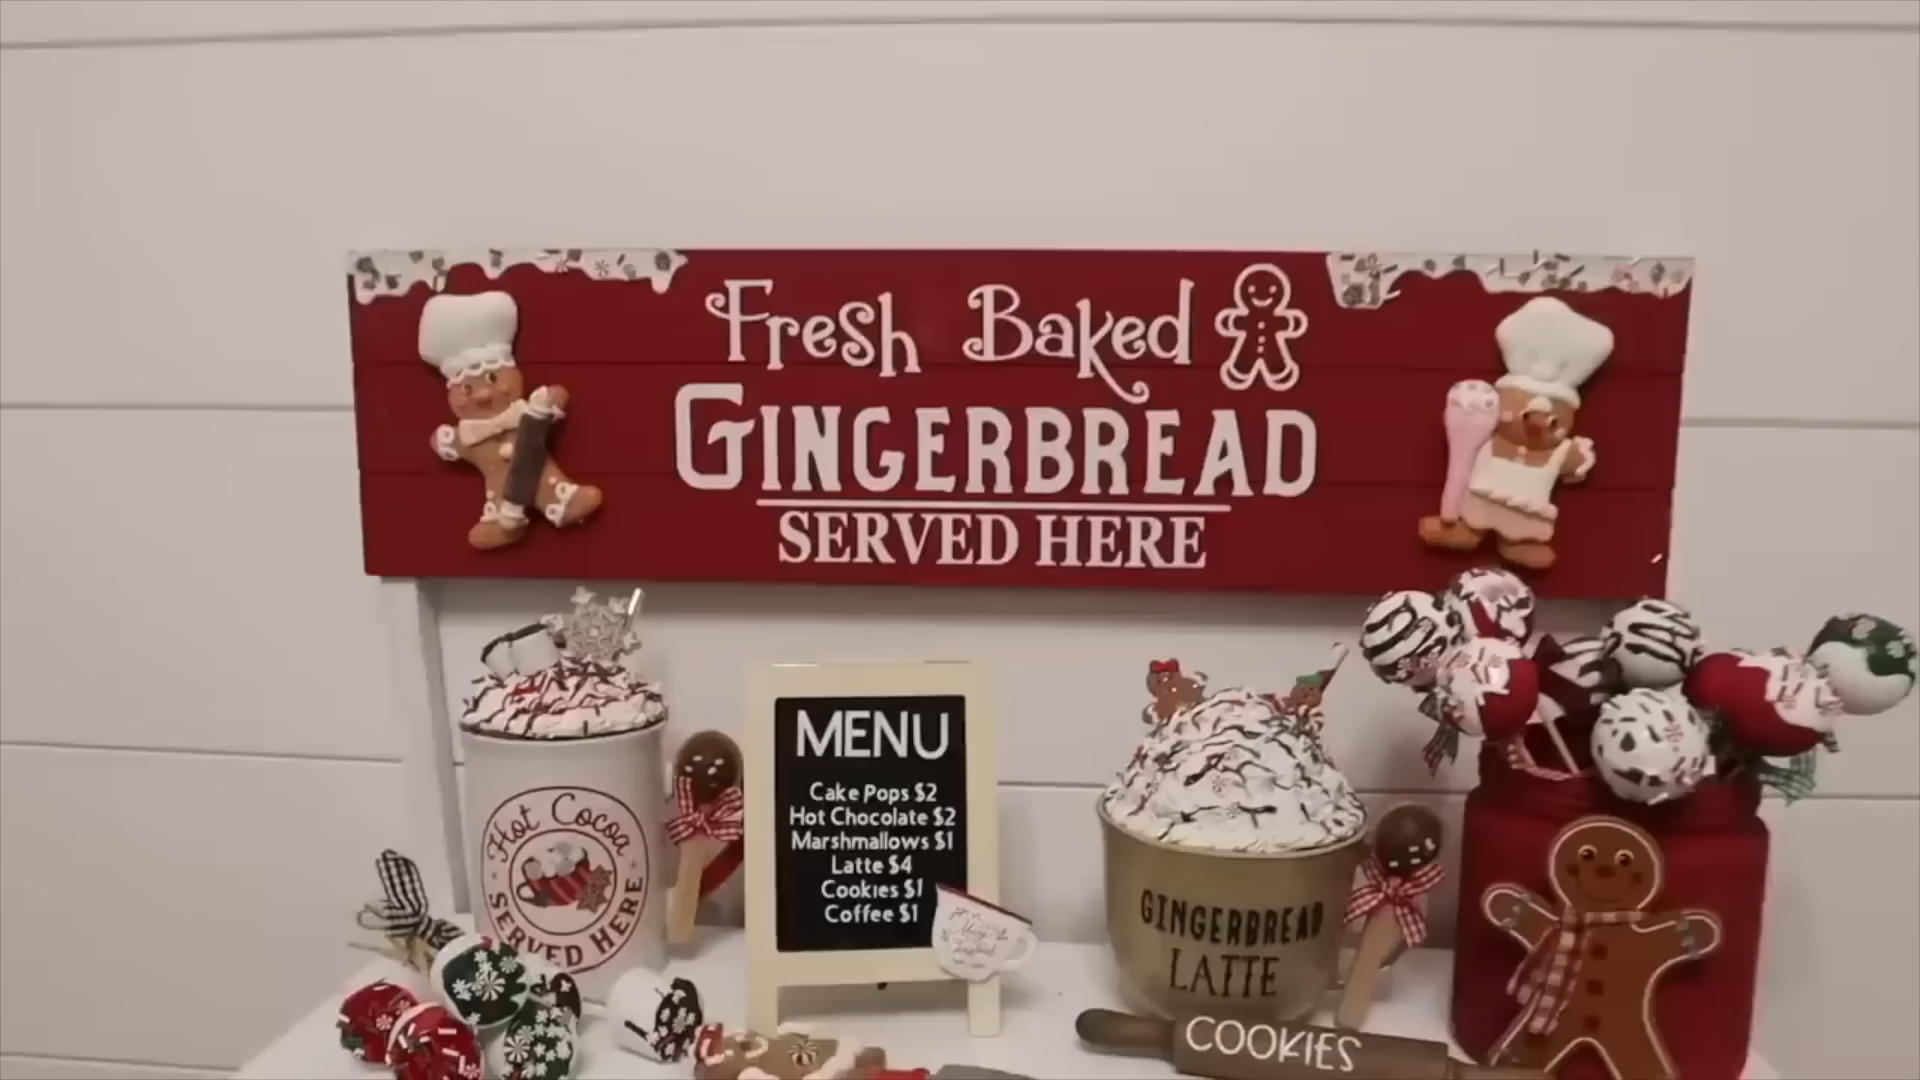 Fresh Baked
GINGERBREAD
SERVED HERE
Hot Cocoa
SERVED HERE
MENU
Cake Pops $2
Hot Chocolate $2
Marshmallows $1
Latte $4
Cookies $1
Coffee $1
GINGERBREAD
LATTE
COOKIES